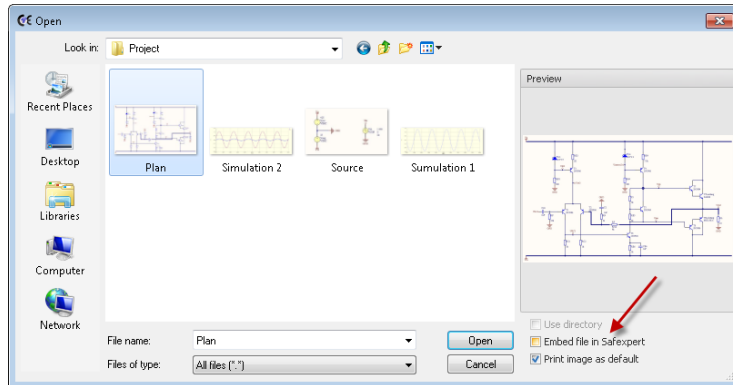 Open
Look in:
Project
Recent Places
Desktop
Libraries
Computer
Network
Plan
Simulation 2
Source
Sumulation 1
File name:
Plan
Open
Files of type:
All files (*.*)
Cancel
Preview
Use directory
Embed file in Safexpert
Print image as default